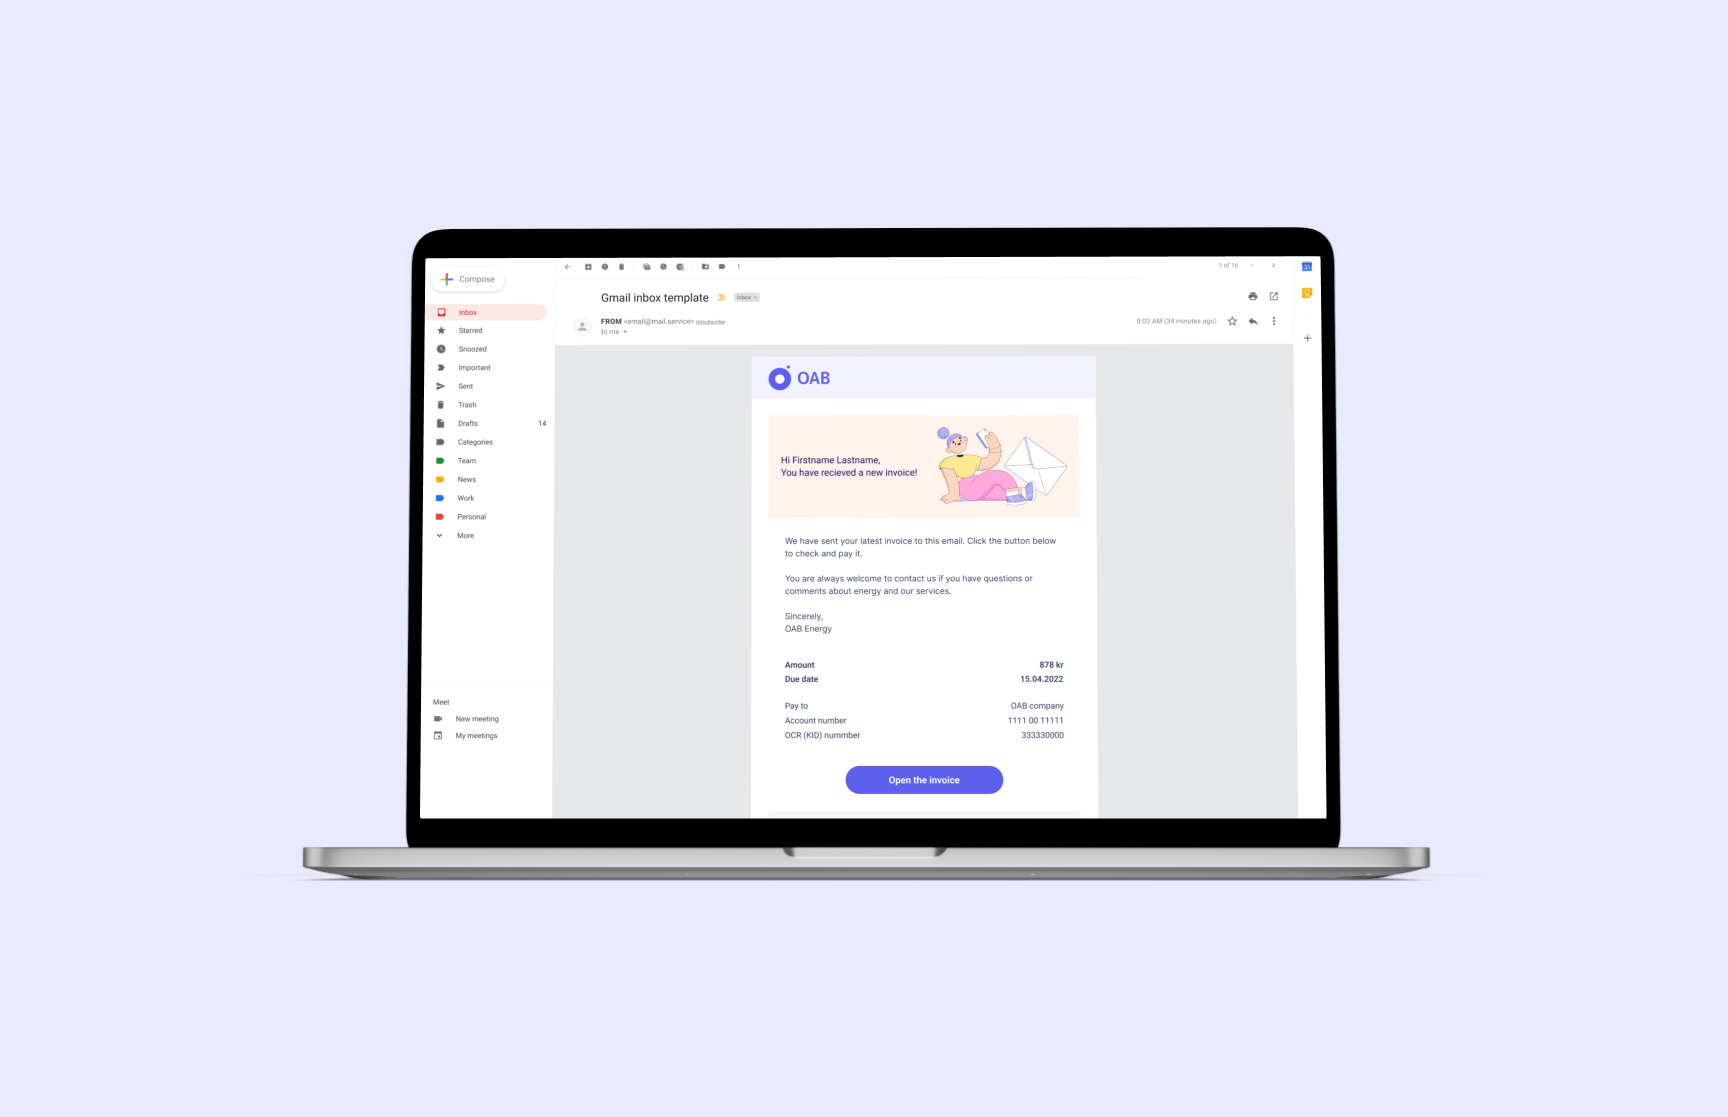 Compose
Inbox
Starred
Snoozed
Important
Sent
Trash
Drafts 14
Categories
Team
News
Work
Personal
More
Meet
New meeting
My meetings
1 of 16
Gmail inbox template Inbox ×
FROM <email@mail.service> Unsubscribe
to me
8:02 AM (34 minutes ago)
31
OAB
Hi Firstname Lastname,
You have recieved a new invoice!
We have sent your latest invoice to this email. Click the button below
to check and pay it.
You are always welcome to contact us if you have questions or
comments about energy and our services.
Sincerely,
OAB Energy
Amount 878 kr
Due date 15.04.2022
Pay to OAB company
Account number 1111 00 11111
OCR (KID) nummber 333330000
Open the invoice